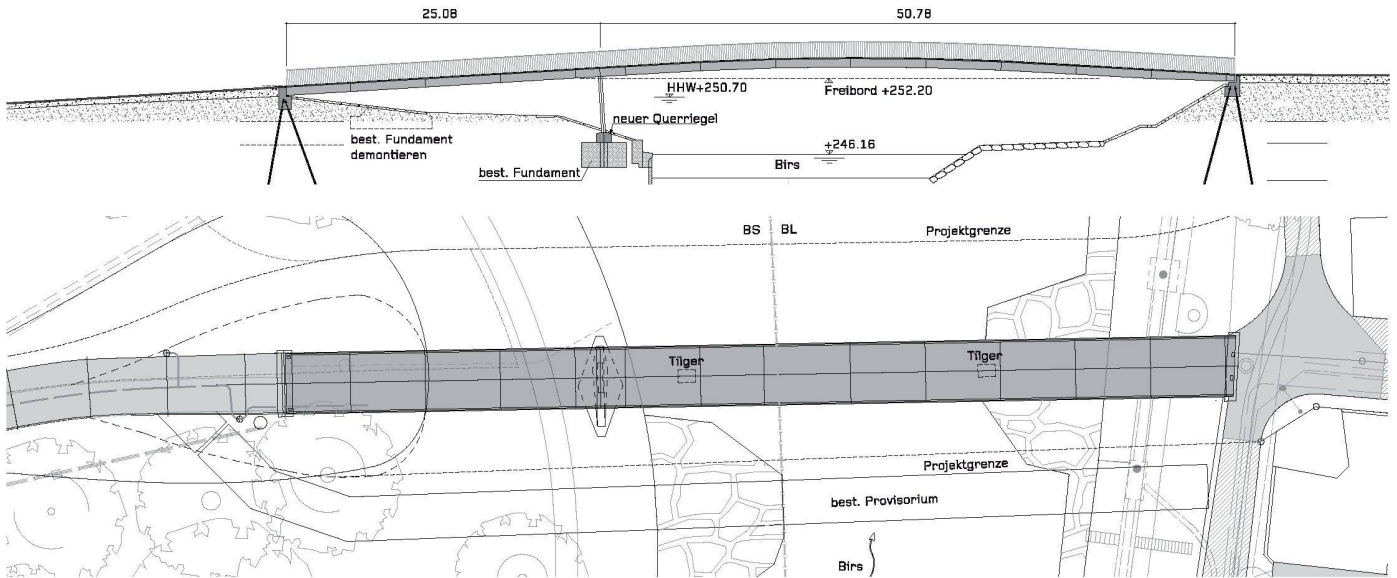 25.08
50.78
HHW+250.70
Freibord +252.20
neuer Querriegel
+246.16
best. Fundament
demontieren
Birs
best. Fundament
BS
BL
Projektgrenze
Tilger
Tilger
Projektgrenze
best. Provisorium
Birs